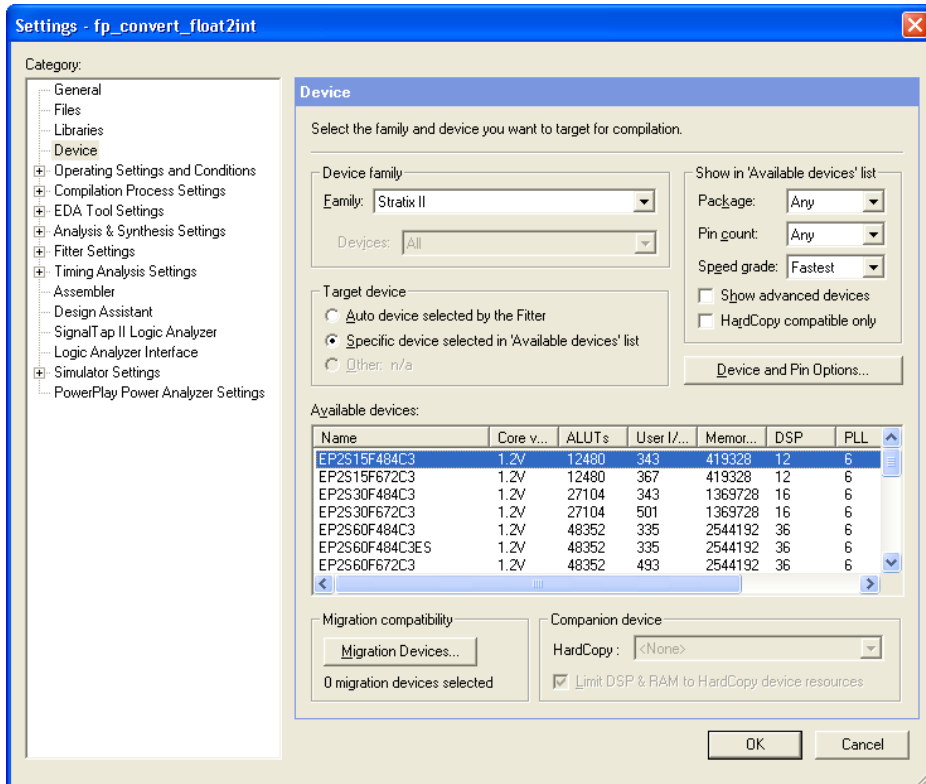 Settings - fp_convert_float2int
Category:
General
Files
Libraries
Device
Operating Settings and Conditions
Compilation Process Settings
EDA Tool Settings
Analysis & Synthesis Settings
Fitter Settings
Timing Analysis Settings
Assembler
Design Assistant
SignalTap II Logic Analyzer
Logic Analyzer Interface
Simulator Settings
PowerPlay Power Analyzer Settings
Device
Select the family and device you want to target for compilation.
Device family
Family: Stratix II
Devices: All
Show in 'Available devices' list
Package: Any
Pin count: Any
Speed grade: Fastest
Show advanced devices
HardCopy compatible only
Target device
Auto device selected by the Fitter
Specific device selected in 'Available devices' list
Other: n/a
Device and Pin Options...
Available devices:
Name Core v... ALUTs User I/... Memor... DSP PLL
EP2S15F484C3 1.2V 12480 343 419328 12 6
EP2S15F672C3 1.2V 12480 367 419328 12 6
EP2S30F484C3 1.2V 27104 343 1369728 16 6
EP2S30F672C3 1.2V 27104 501 1369728 16 6
EP2S60F484C3 1.2V 48352 335 2544192 36 6
EP2S60F484C3ES 1.2V 48352 335 2544192 36 6
EP2S60F672C3 1.2V 48352 493 2544192 36 6
Migration compatibility
Migration Devices...
0 migration devices selected
Companion device
HardCopy : <None>
Limit DSP & RAM to HardCopy device resources
OK Cancel